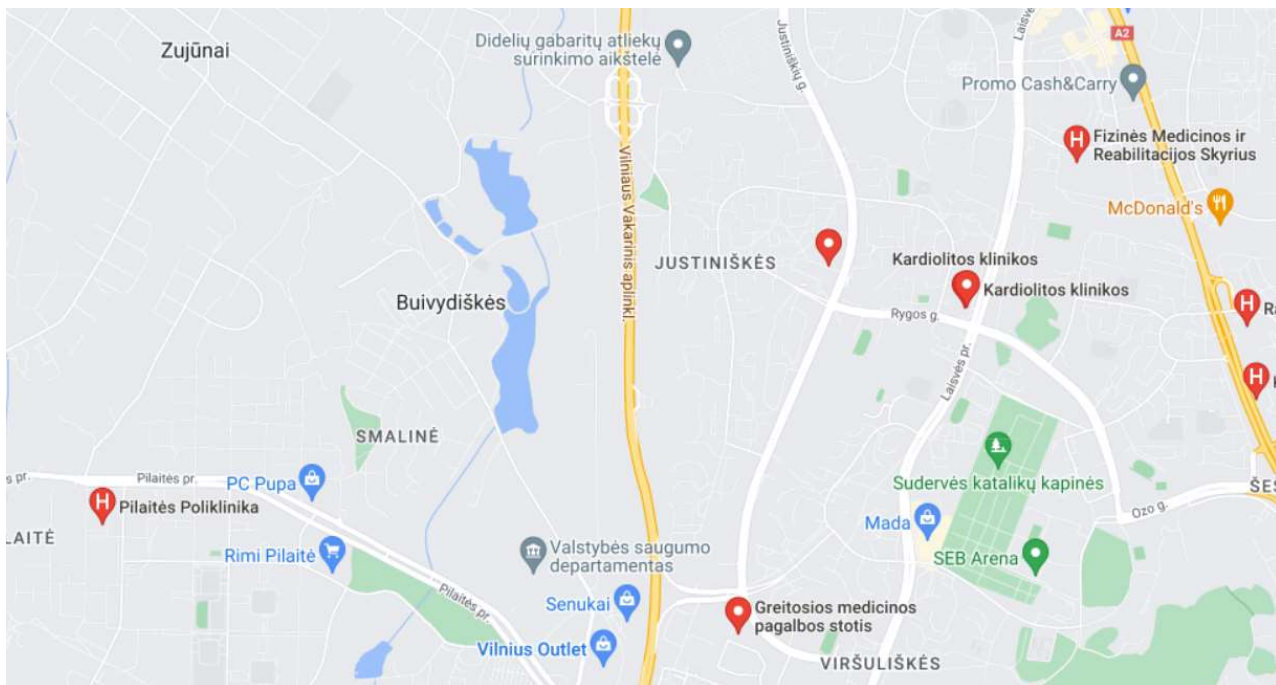 Zujūnai
Didelių gabaritų atliekų
surinkimo aikštelė
Justiniškių g.
Laisvės pr.
A2
Promo Cash&Carry
Fizinės Medicinos ir
Reabilitacijos Skyrius
McDonald's
Vilniaus Vakarinis aplinkl.
JUSTINIŠKĖS
Kardiolitos klinikos
Kardiolitos klinikos
Buivydiškės
Rygos g.
Laisvės pr.
H
H
H
SMALINĖ
Pilaitės pr.
PC Pupa
H
Pilaitės Poliklinika
Sudervės katalikų kapinės
Ozo g.
Mada
Rimi Pilaitė
Valstybės saugumo
departamentas
SEB Arena
Pilaitės pr.
Senukai
Greitosios medicinos
pagalbos stotis
Vilnius Outlet
VIRŠULIŠKĖS